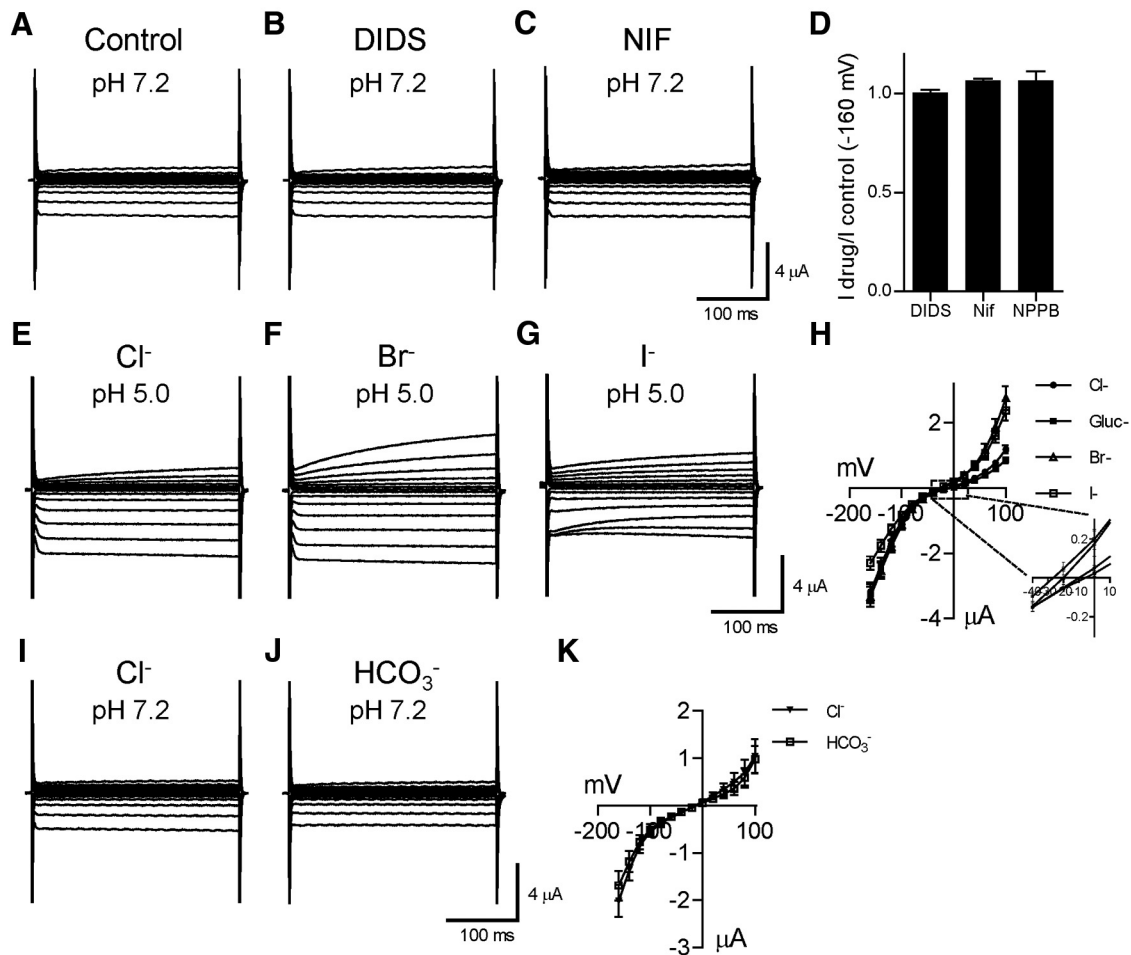 A
Control
pH 7.2
B
DIDS
pH 7.2
C
NIF
pH 7.2
4 µA
100 ms
D
I drug/I control (-160 mV)
1.0
0.5
0.0
DIDS Nif NPPB
E
Cl-
pH 5.0
F
Br-
pH 5.0
G
I-
pH 5.0
4 µA
100 ms
H
Cl-
Gluc-
Br-
I-
mV
2
-200 -100 100
-2
-4
µA
0.2
-40 -30 -20 -10 10
-0.2
I
Cl-
pH 7.2
J
HCO3-
pH 7.2
4 µA
100 ms
K
Cl-
HCO3-
2
1
mV
-200 -100 100
-1
-2
-3
µA